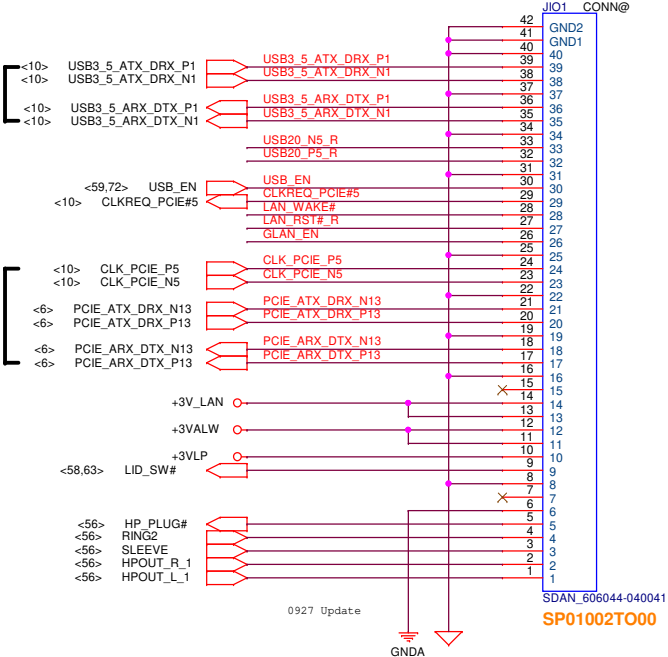 JIO1 CONN@
42 GND2
41 GND1
40 40
<10> USB3_5_ATX_DRX_P1 USB3_5_ATX_DRX_P1 39 39
<10> USB3_5_ATX_DRX_N1 USB3_5_ATX_DRX_N1 38 38
37 37
<10> USB3_5_ARX_DTX_P1 USB3_5_ARX_DTX_P1 36 36
<10> USB3_5_ARX_DTX_N1 USB3_5_ARX_DTX_N1 35 35
34 34
USB20_N5_R 33 33
USB20_P5_R 32 32
31 31
<59,72> USB_EN USB_EN 30 30
<10> CLKREQ_PCIE#5 CLKREQ_PCIE#5 29 29
LAN_WAKE# 28 28
LAN_RST#_R 27 27
GLAN_EN 26 26
25 25
<10> CLK_PCIE_P5 CLK_PCIE_P5 24 24
<10> CLK_PCIE_N5 CLK_PCIE_N5 23 23
22 22
<6> PCIE_ATX_DRX_N13 PCIE_ATX_DRX_N13 21 21
<6> PCIE_ATX_DRX_P13 PCIE_ATX_DRX_P13 20 20
19 19
<6> PCIE_ARX_DTX_N13 PCIE_ARX_DTX_N13 18 18
<6> PCIE_ARX_DTX_P13 PCIE_ARX_DTX_P13 17 17
16 16
15 15
+3V_LAN 14 14
13 13
+3VALW 12 12
11 11
+3VLP 10 10
<58,63> LID_SW# 9 9
8 8
7 7
6 6
<56> HP_PLUG# 5 5
<56> RING2 4 4
<56> SLEEVE 3 3
<56> HPOUT_R_1 2 2
<56> HPOUT_L_1 1 1
SDAN_606044-040041
0927 Update
SP01002TO00
GNDA